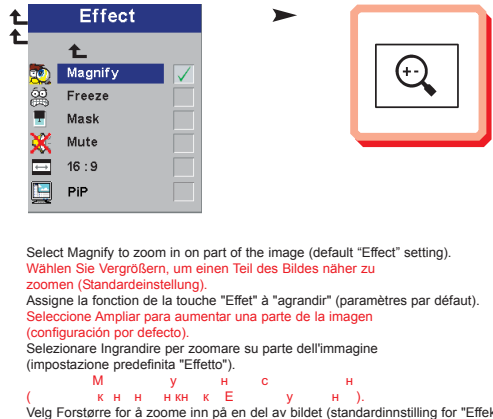 Effect
Magnify
Freeze
Mask
Mute
16 : 9
PiP
(+-)
Select Magnify to zoom in on part of the image (default “Effect” setting).
Wählen Sie Vergrößern, um einen Teil des Bildes näher zu
zoomen (Standardeinstellung).
Assigne la fonction de la touche "Effet" à "agrandir" (paramètres par défaut).
Seleccione Ampliar para aumentar una parte de la imagen
(configuración por defecto).
Selezionare Ingrandire per zoomare su parte dell'immagine
(impostazione predefinita "Effetto").
М у н с н
( к н н нкн к Е у н ).
Velg Forstørre for å zoome inn på en del av bildet (standardinnstilling for "Effek